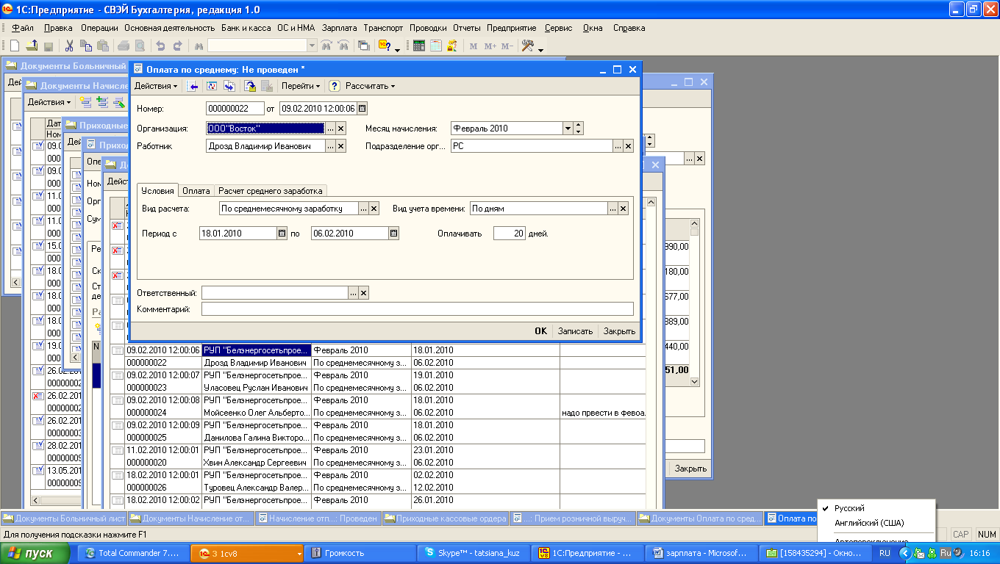 1С:Предприятие - СВЭЙ Бухгалтерия, редакция 1.0
Файл Правка Операции Основная деятельность Банк и касса ОС и НМА Зарплата Транспорт Проводки Отчеты Предприятие Сервис Окна Справка
M M+ M-
Документы Больничный
Документы Начисле
Действия
Приходные
Оплата по среднему: Не проведен *
Действия Перейти Рассчитать
Номер: 000000022 от 09.02.2010 12:00:06
Организация: ООО"Восток" Месяц начисления: Февраль 2010
Работник Дрозд Владимир Иванович Подразделение орг... РС
Условия Оплата Расчет среднего заработка
Вид расчета: По среднемесячному заработку Вид учета времени: По дням
Период с 18.01.2010 по 06.02.2010 Оплачивать 20 дней.
Ответственный:
Комментарий:
OK Записать Закрыть
990,00
180,00
577,00
889,00
440,00
51,00
Закрыть
09.02.2010 12:00:06 РУП "Белэнергосетьпрое... Февраль 2010 18.01.2010
000000022 Дрозд Владимир Иванович По среднемесячному з... 06.02.2010
09.02.2010 12:00:07 РУП "Белэнергосетьпрое... Февраль 2010 19.01.2010
000000023 Уласовец Руслан Иванович По среднемесячному з... 06.02.2010
09.02.2010 12:00:08 РУП "Белэнергосетьпрое... Февраль 2010 18.01.2010
000000024 Мойсеенко Олег Альберто... По среднемесячному з... 06.02.2010 надо првести в февоа.
09.02.2010 12:00:09 РУП "Белэнергосетьпрое... Февраль 2010 18.01.2010
000000025 Данилова Галина Викторо... По среднемесячному з... 06.02.2010
11.02.2010 12:00:01 РУП "Белэнергосетьпрое... Февраль 2010 23.01.2010
000000020 Хвин Александр Сергеевич По среднемесячному з... 06.02.2010
18.02.2010 12:00:01 РУП "Белэнергосетьпрое... Февраль 2010 02.02.2010
000000026 Туровец Александр Валер... По среднемесячному з... 12.02.2010
18.02.2010 12:00:02 РУП "Белэнергосетьпрое... Февраль 2010 26.01.2010
Документы Больничный лист Документы Начисление от... Начисление отп...: Проведен Приходные кассовые ордера ...: Прием розничной выруч... Документы Оплата по сред... Оплата по
Русский
Английский (США)
Для получения подсказки нажмите F1 CAP NUM
пуск Total Commander 7.... 3 1cv8 Громкость Skype™ - tatsiana_kuz 1С:Предприятие - ... зарплата - Microsof... [158435294] - Окно... RU Ru 16:16